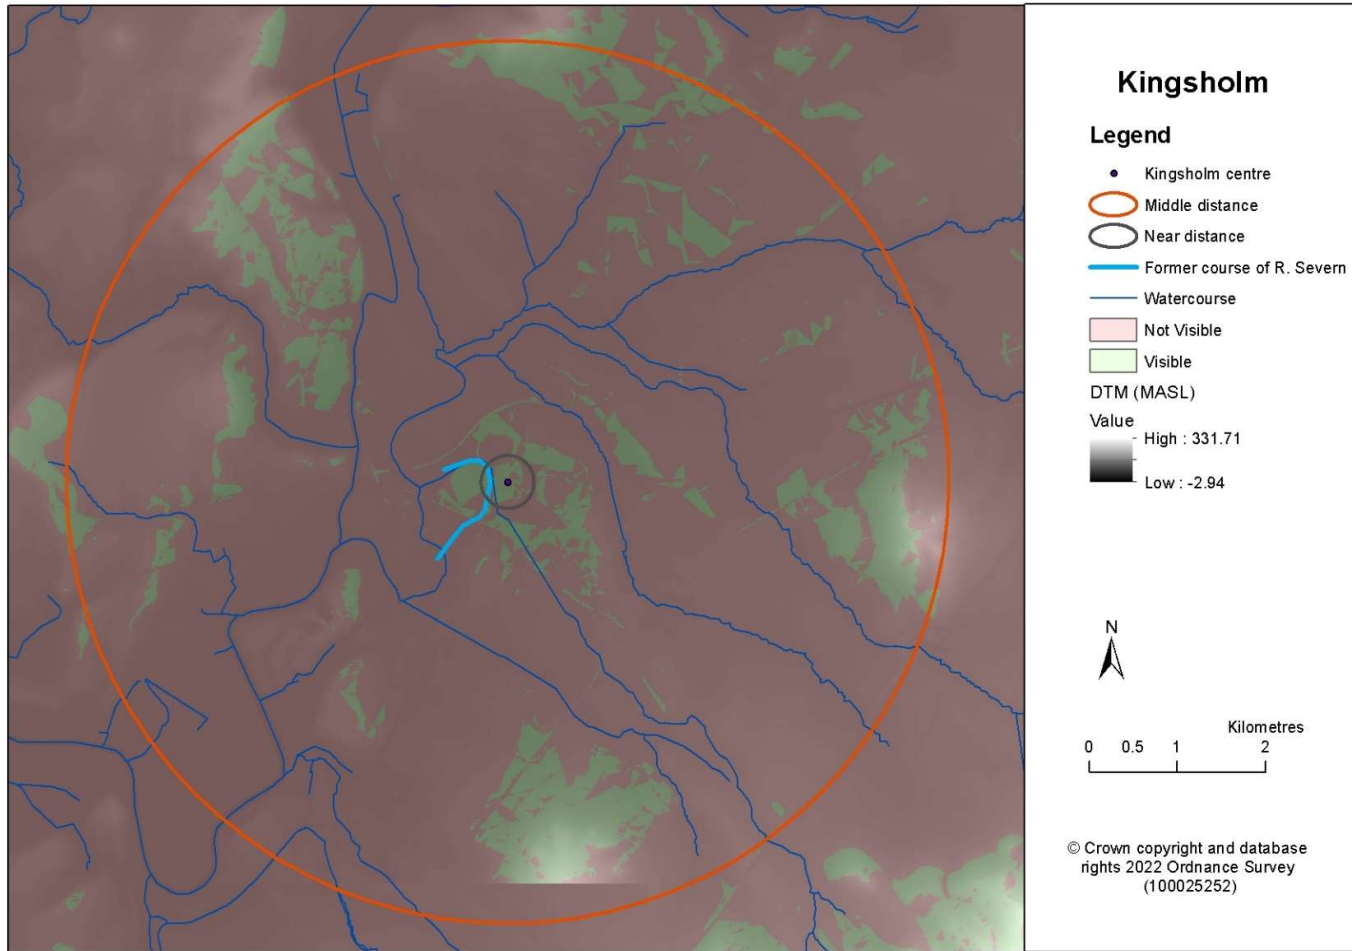 Kingsholm
Legend
Kingsholm centre
Middle distance
Near distance
Former course of R. Severn
Watercourse
Not Visible
Visible
DTM (MASL)
Value
High : 331.71
Low : -2.94
N
Kilometres
0 0.5 1 2
© Crown copyright and database
rights 2022 Ordnance Survey
(100025252)